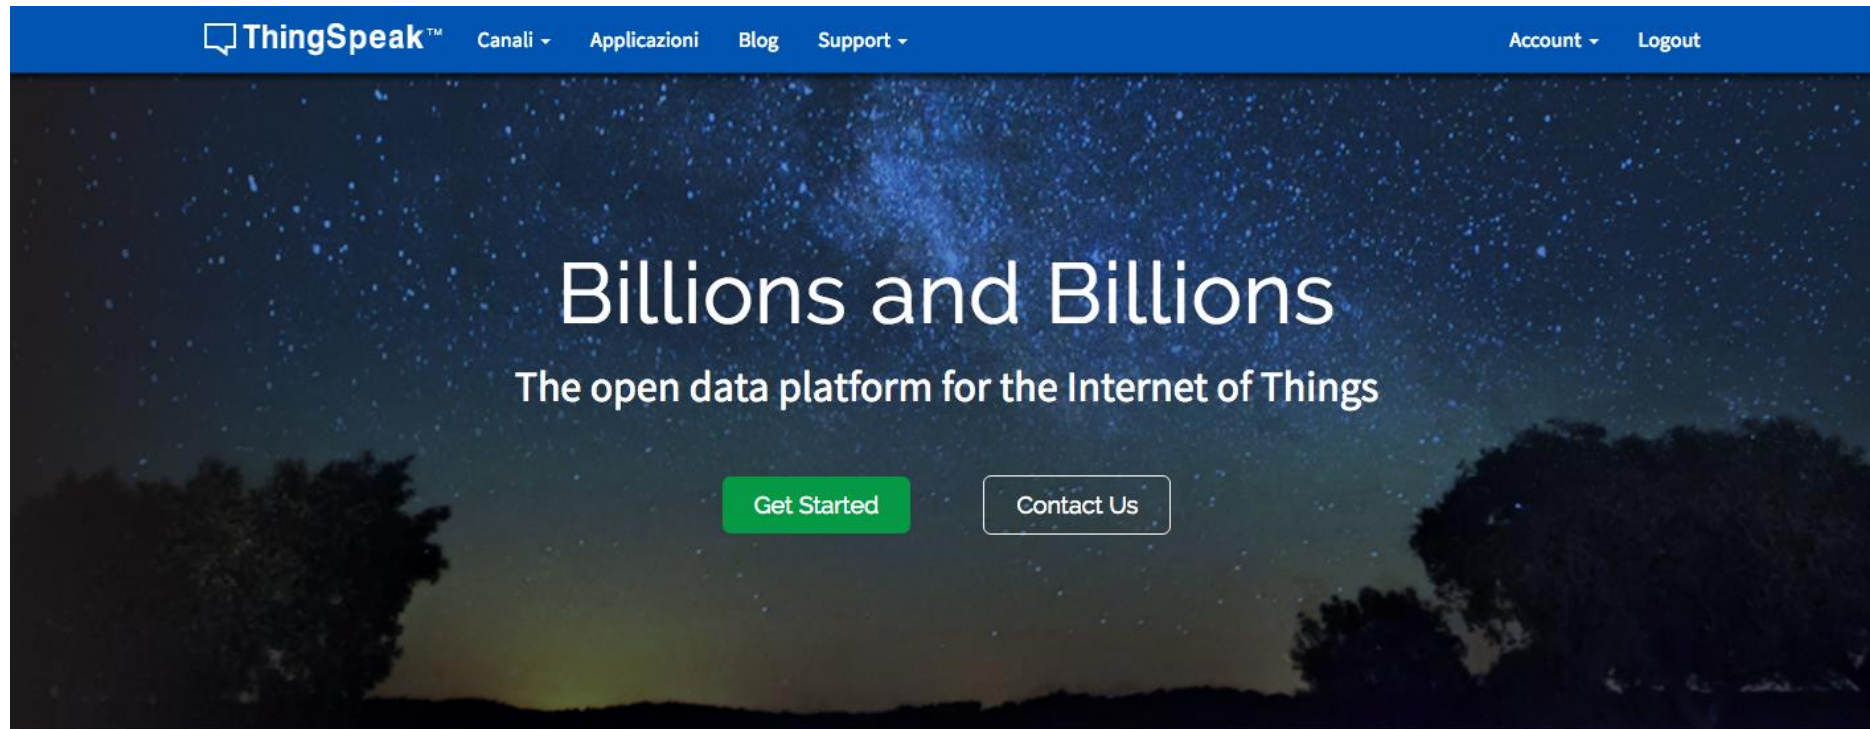 ThingSpeak™ Canali Applicazioni Blog Support Account Logout
Billions and Billions
The open data platform for the Internet of Things
Get Started Contact Us